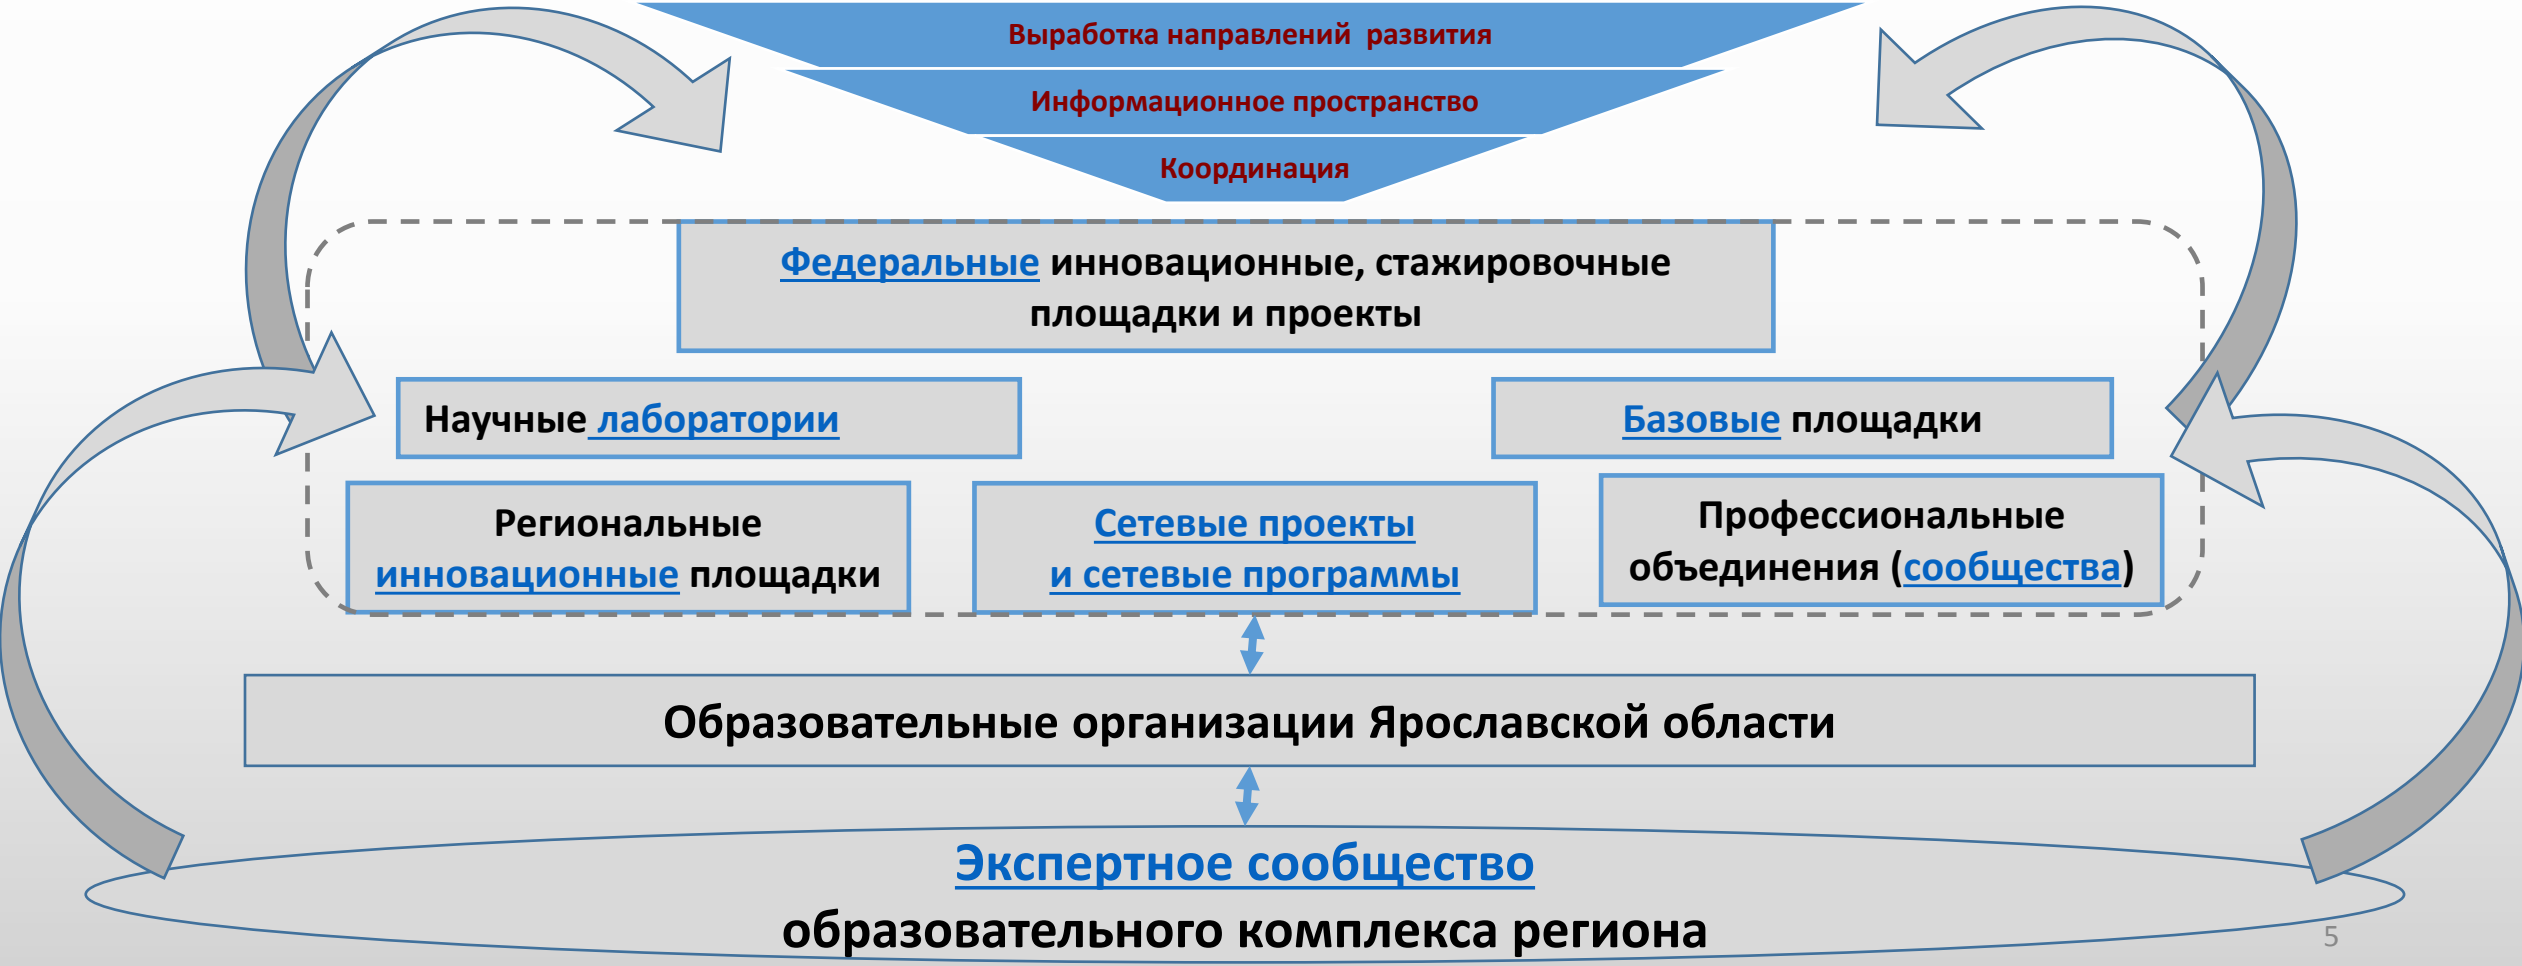 Выработка направлений развития
Информационное пространство
Координация
Федеральные инновационные, стажировочные
площадки и проекты
Научные лаборатории
Базовые площадки
Региональные
инновационные площадки
Сетевые проекты
и сетевые программы
Профессиональные
объединения (сообщества)
Образовательные организации Ярославской области
Экспертное сообщество
образовательного комплекса региона
5